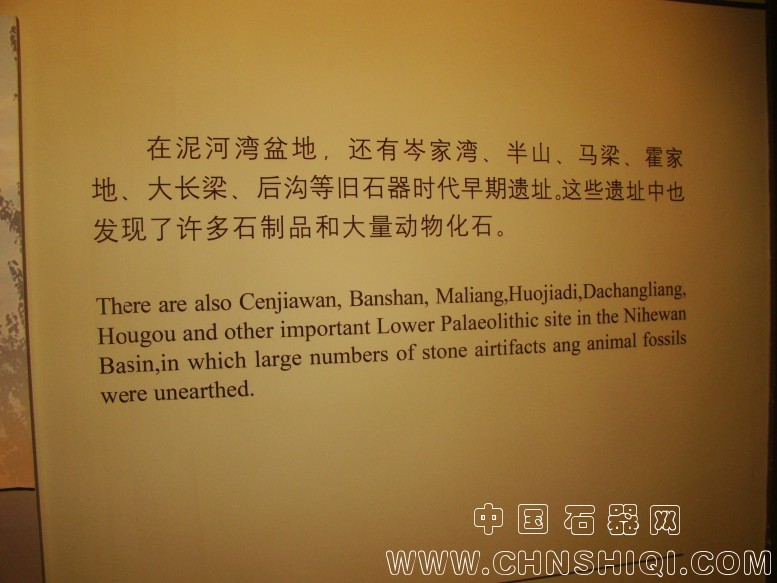 在泥河湾盆地，还有岑家湾、半山、马梁、霍家
地、大长梁、后沟等旧石器时代早期遗址。这些遗址中也
发现了许多石制品和大量动物化石。
There are also Cenjiawan, Banshan, Maliang,Huojiadi,Dachangliang,
Hougou and other important Lower Palaeolithic site in the Nihewan
Basin,in which large numbers of stone airtifacts ang animal fossils
were unearthed.
中国石器网
WWW.CHNSHIQI.COM